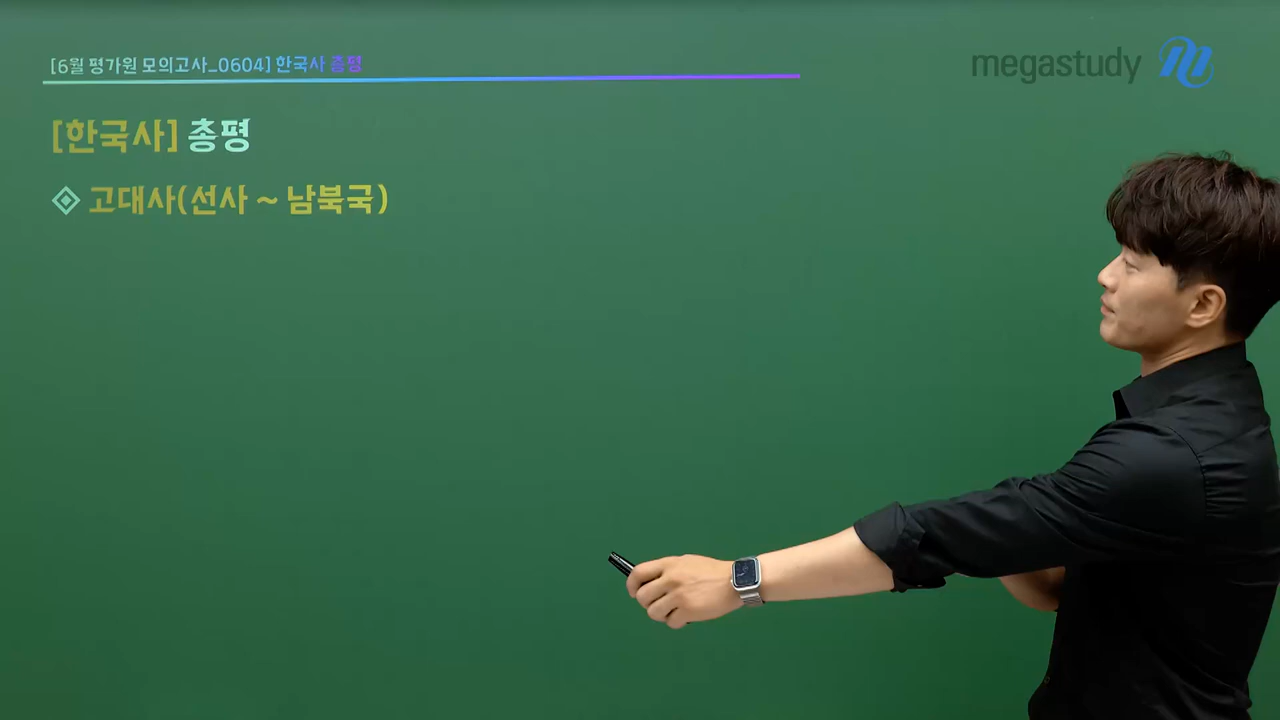 [6월 평가원 모의고사_0604] 한국사 총평
megastudy
[한국사] 총평
고대사(선사 ~ 남북국)